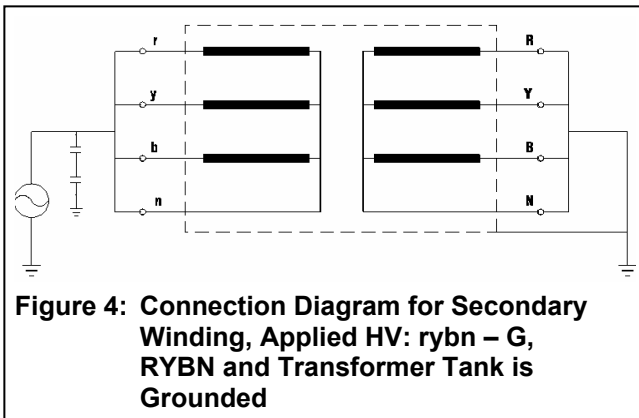 r
R
y
Y
b
B
n
N
Figure 4: Connection Diagram for Secondary
Winding, Applied HV: rybn – G,
RYBN and Transformer Tank is
Grounded